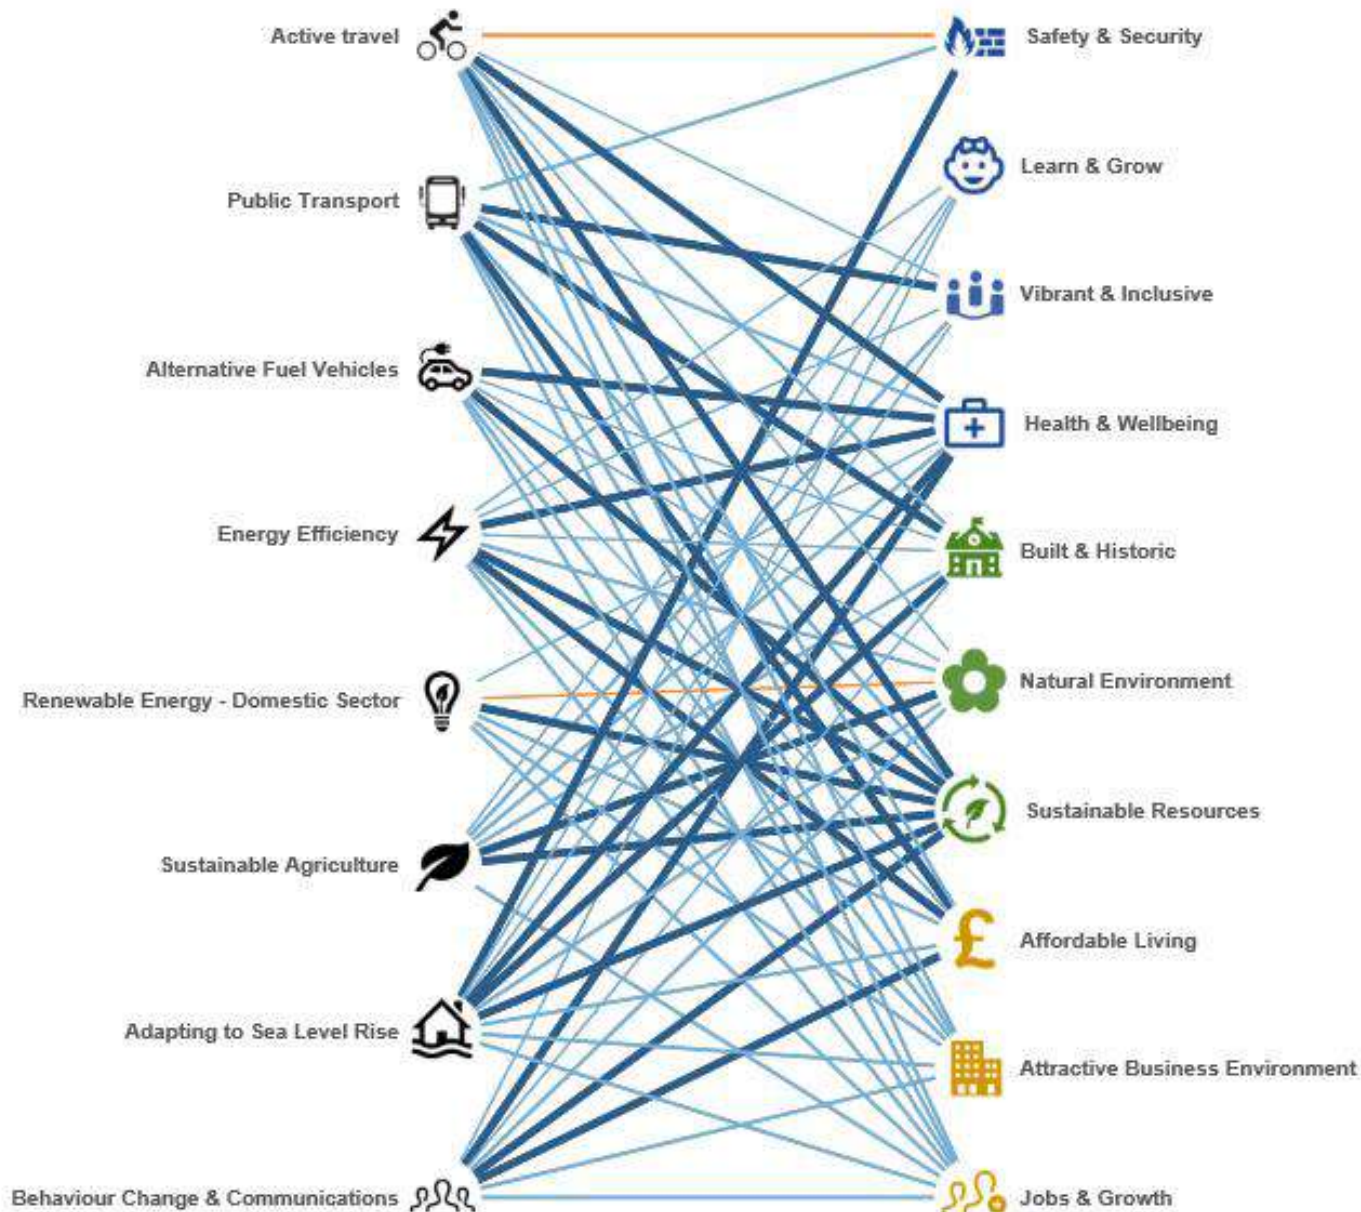 Active travel
Safety & Security
Learn & Grow
Public Transport
Vibrant & Inclusive
Alternative Fuel Vehicles
Health & Wellbeing
Energy Efficiency
Built & Historic
Natural Environment
Renewable Energy - Domestic Sector
Sustainable Resources
Sustainable Agriculture
£
Affordable Living
Adapting to Sea Level Rise
Attractive Business Environment
Behaviour Change & Communications
Jobs & Growth